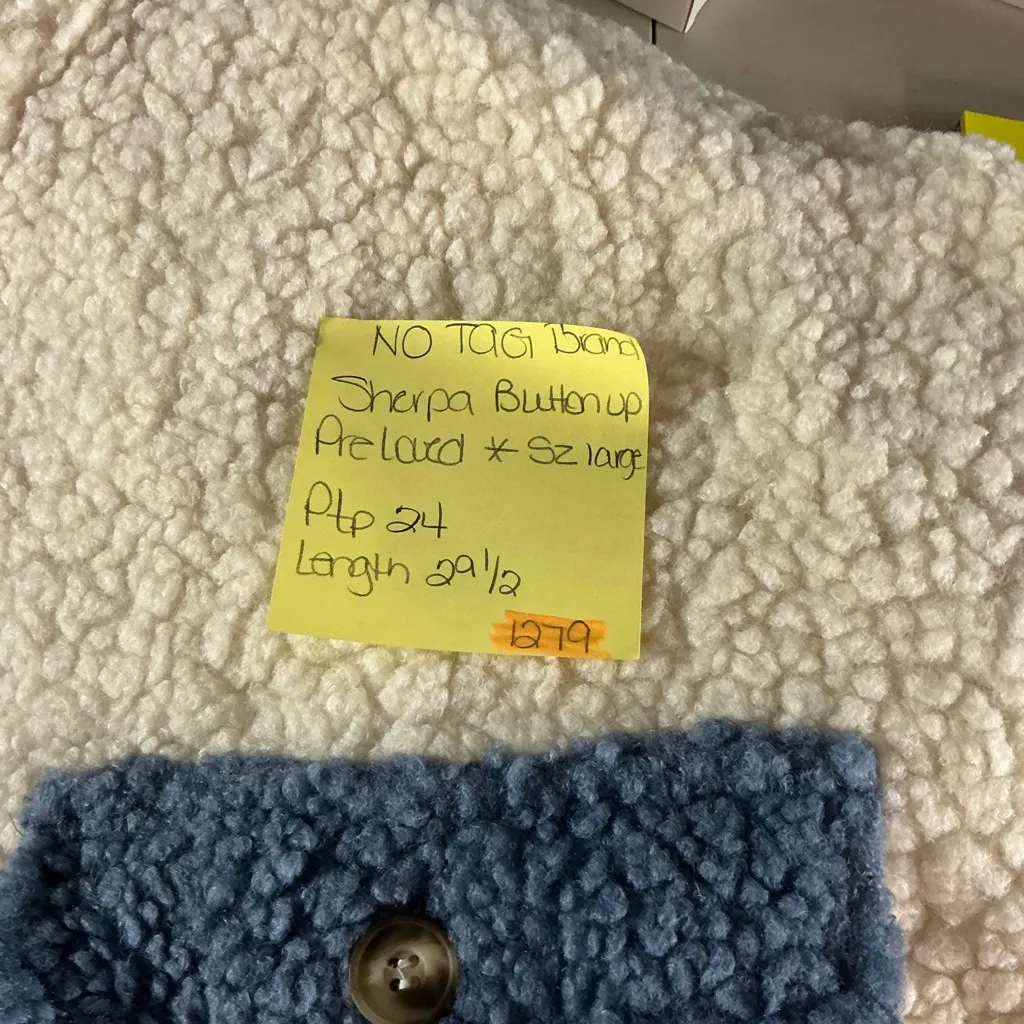 NO TAG Brand
Sherpa Button up
Preloved * Sz large
Ptp 24
Length 29 1/2
1279